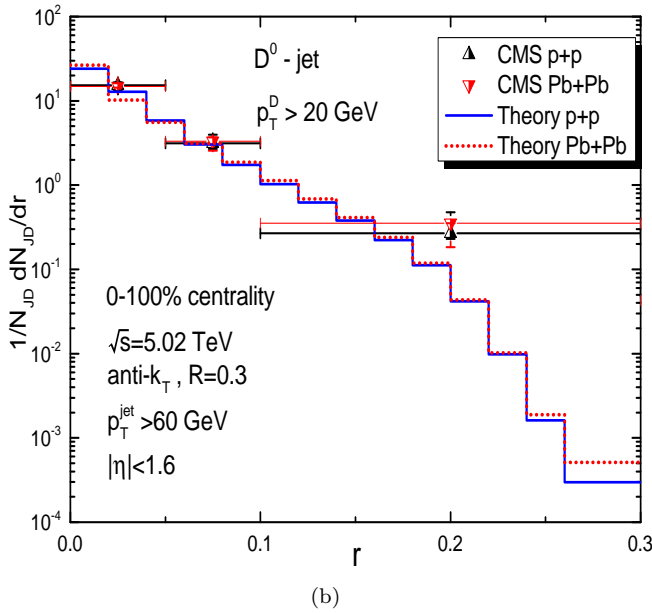 10²
10¹
10⁰
10⁻¹
10⁻²
10⁻³
10⁻⁴
1/N_JD dN_JD/dr
D⁰ - jet
p_T^D > 20 GeV
CMS p+p
CMS Pb+Pb
Theory p+p
Theory Pb+Pb
0-100% centrality
√s=5.02 TeV
anti-k_T , R=0.3
p_T^jet >60 GeV
|η|<1.6
0.0 0.1 0.2 0.3
r
(b)